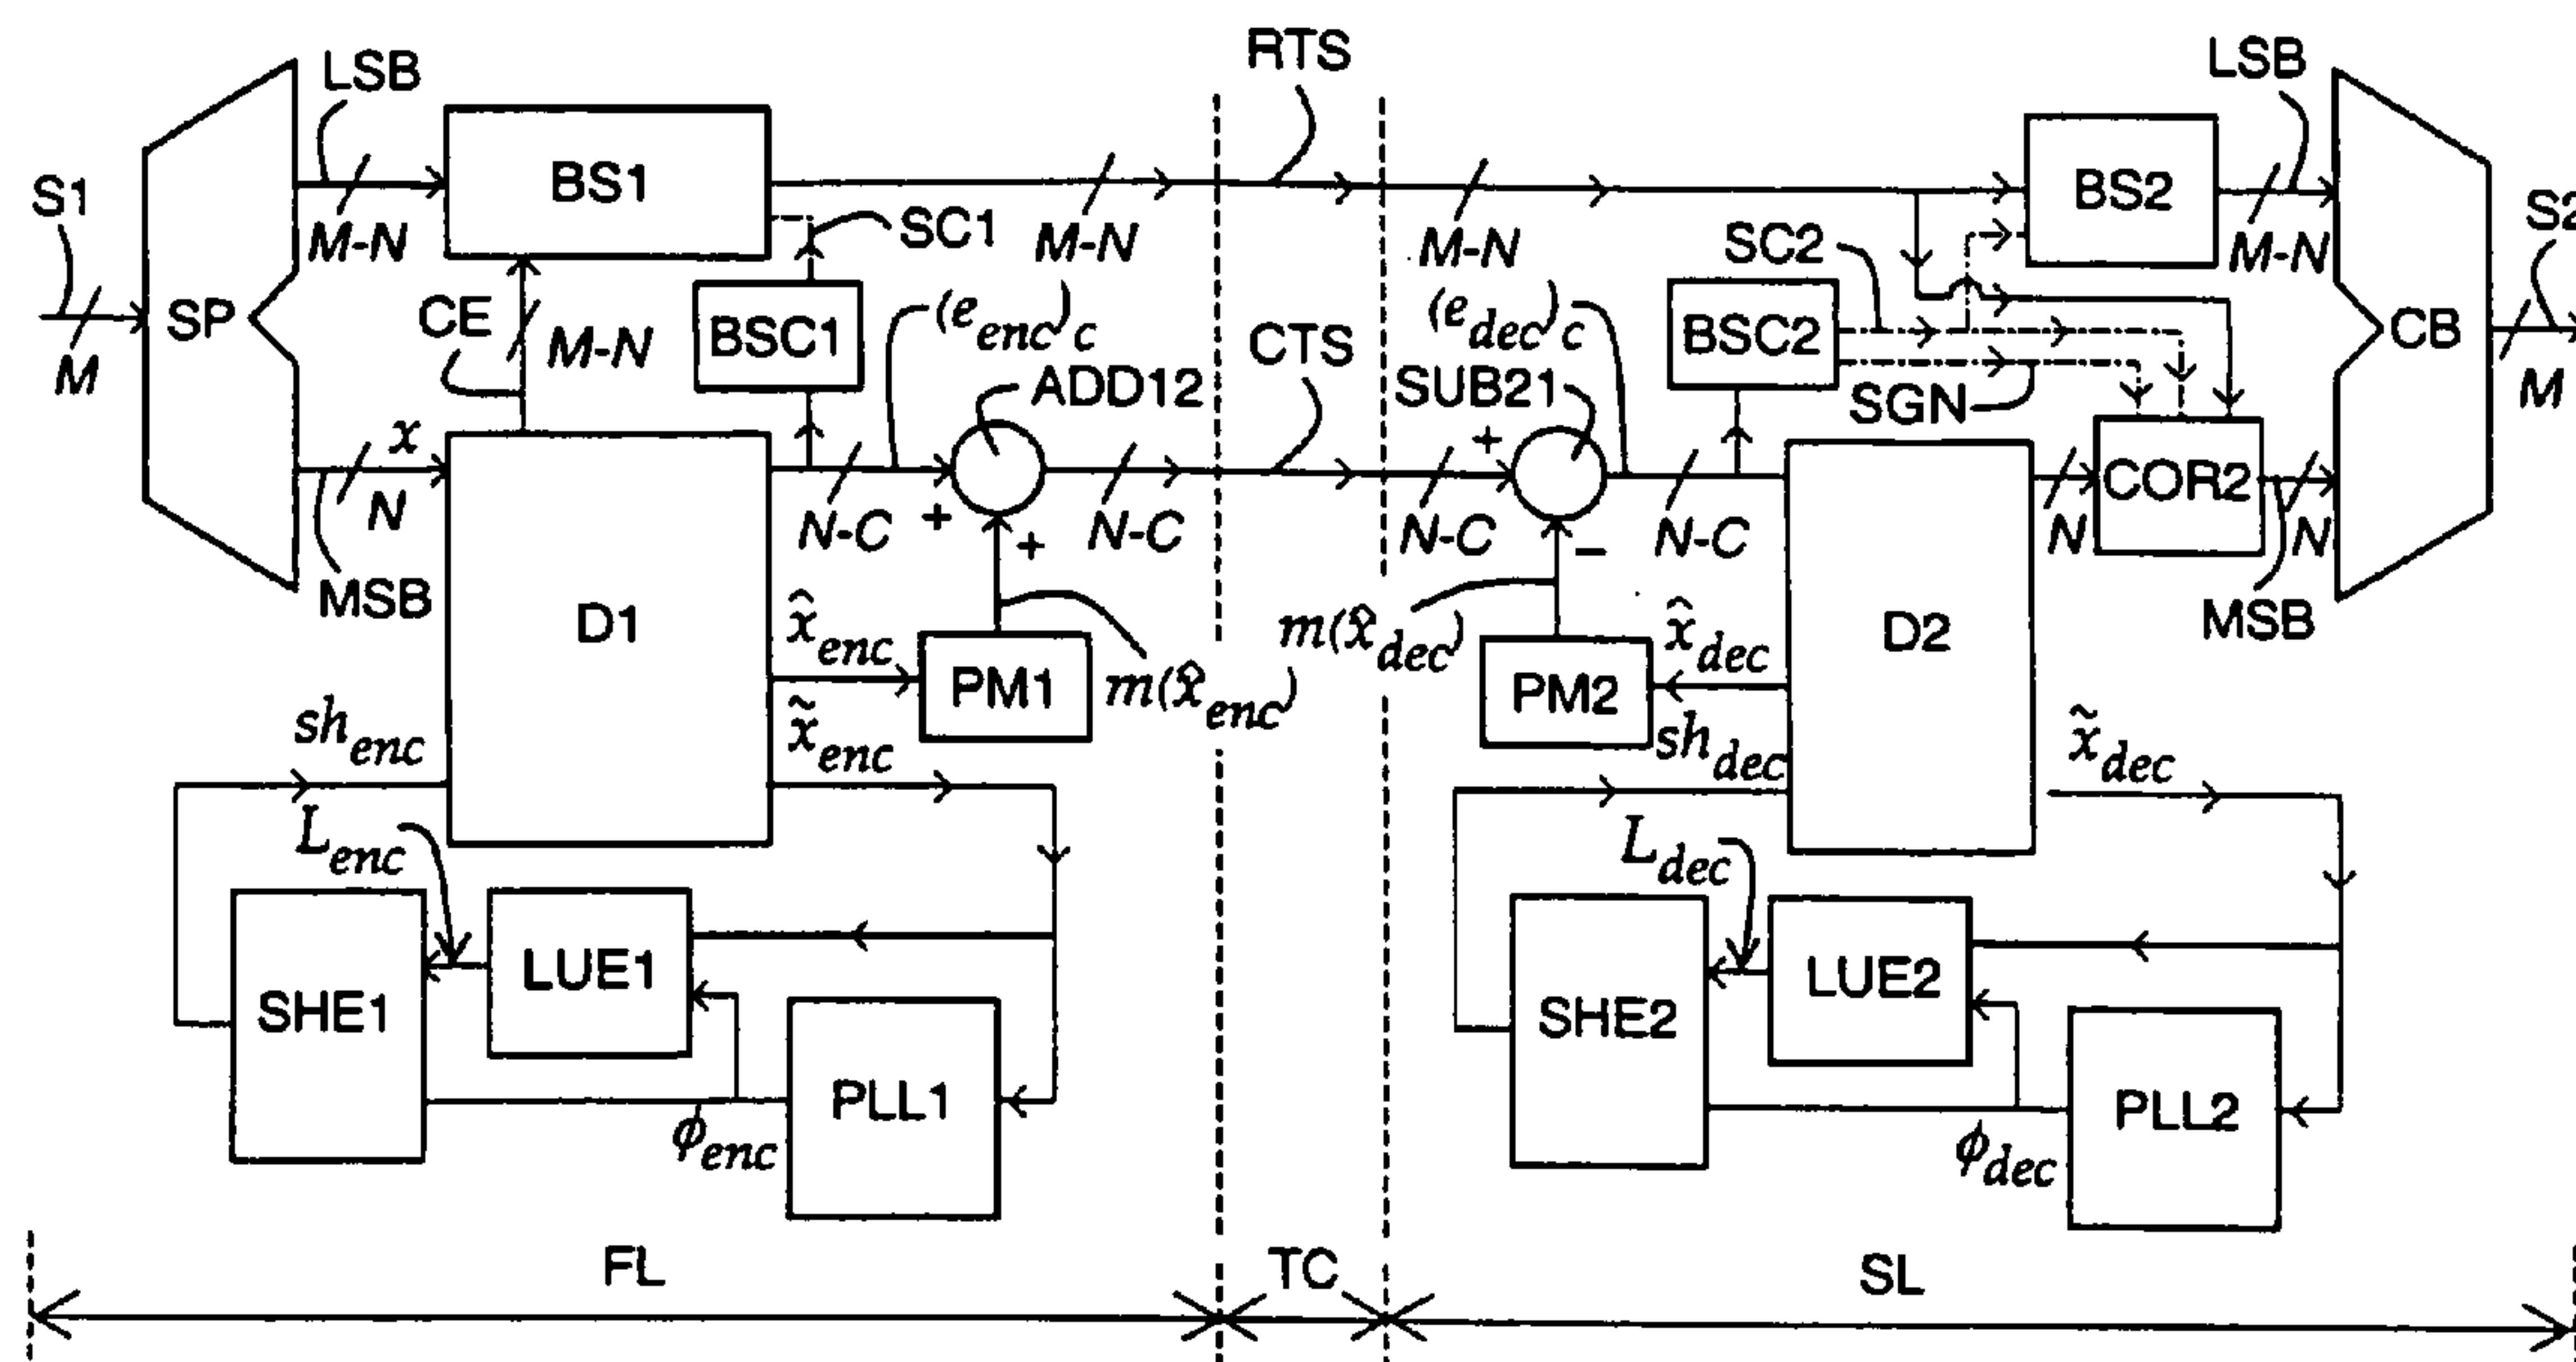 RTS
LSB
LSB
S1
BS1
BS2
S2
M-N
SC1
M-N
M-N
SC2
M-N
SP
CE
M-N
BSC1
(e_enc)_c
CTS
(e_dec)_c
BSC2
CB
M
ADD12
SUB21
SGN
M
x
N
N-C
+
+
N-C
+
N-C
−
N-C
N
COR2
N
MSB
D1
x̂_enc
PM1
m(x̂_enc)
m(x̂_dec)
PM2
x̂_dec
D2
MSB
sh_enc
x̃_enc
sh_dec
x̃_dec
L_enc
L_dec
SHE1
LUE1
PLL1
SHE2
LUE2
PLL2
ϕ_enc
ϕ_dec
FL
TC
SL